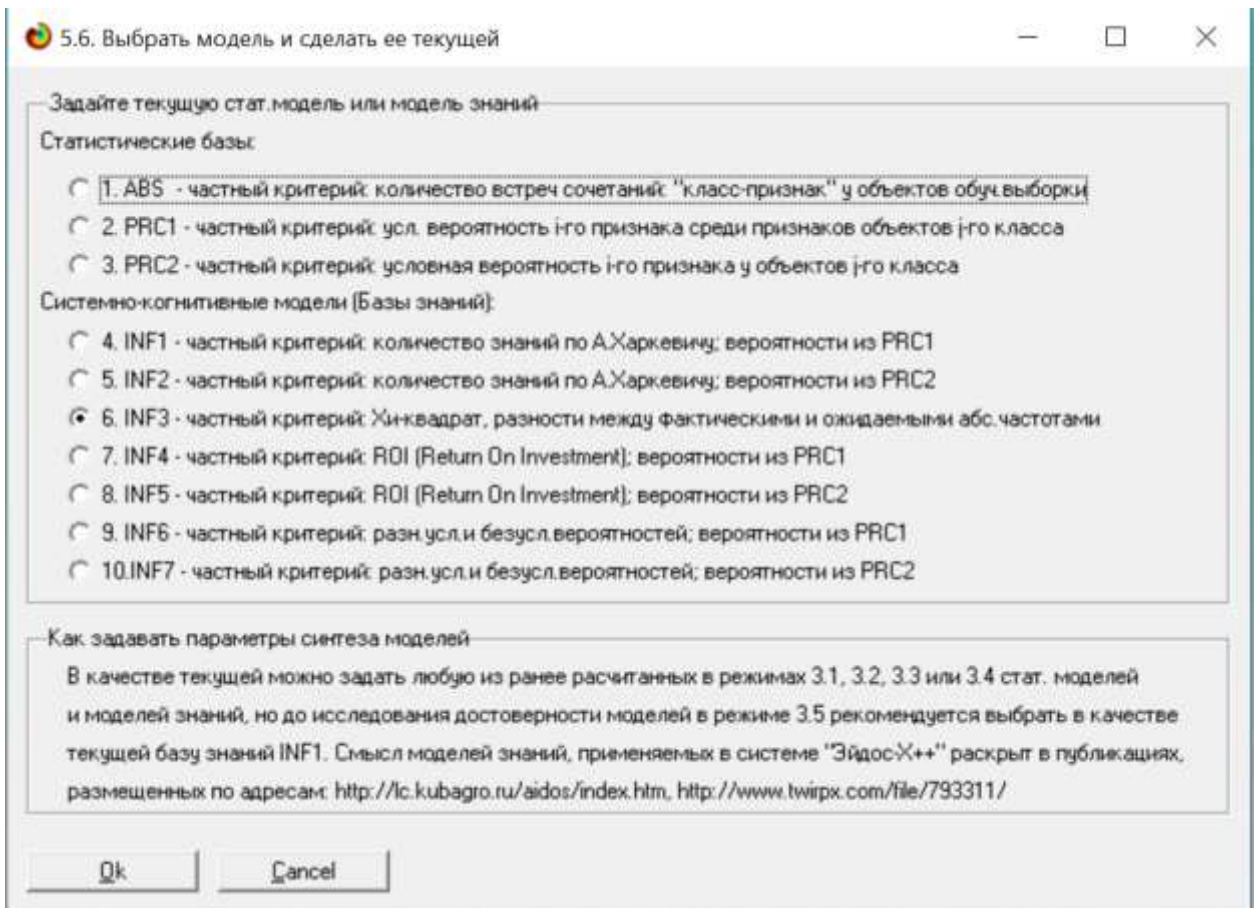 5.6. Выбрать модель и сделать ее текущей
Задайте текущую стат.модель или модель знаний
Статистические базы:
1. ABS - частный критерий: количество встреч сочетаний: "класс-признак" у объектов обуч.выборки
2. PRC1 - частный критерий: усл. вероятность i-го признака среди признаков объектов j-го класса
3. PRC2 - частный критерий: условная вероятность i-го признака у объектов j-го класса
Системно-когнитивные модели (Базы знаний):
4. INF1 - частный критерий: количество знаний по А.Харкевичу; вероятности из PRC1
5. INF2 - частный критерий: количество знаний по А.Харкевичу; вероятности из PRC2
6. INF3 - частный критерий: Хи-квадрат, разности между фактическими и ожидаемыми абс.частотами
7. INF4 - частный критерий: ROI (Return On Investment); вероятности из PRC1
8. INF5 - частный критерий: ROI (Return On Investment); вероятности из PRC2
9. INF6 - частный критерий: разн.усл.и безусл.вероятностей; вероятности из PRC1
10.INF7 - частный критерий: разн.усл.и безусл.вероятностей; вероятности из PRC2
Как задавать параметры синтеза моделей
В качестве текущей можно задать любую из ранее расчитанных в режимах 3.1, 3.2, 3.3 или 3.4 стат. моделей
и моделей знаний, но до исследования достоверности моделей в режиме 3.5 рекомендуется выбрать в качестве
текущей базу знаний INF1. Смысл моделей знаний, применяемых в системе "Эйдос-Х++" раскрыт в публикациях,
размещенных по адресам: http://lc.kubagro.ru/aidos/index.htm, http://www.twirpx.com/file/793311/
Ok
Cancel